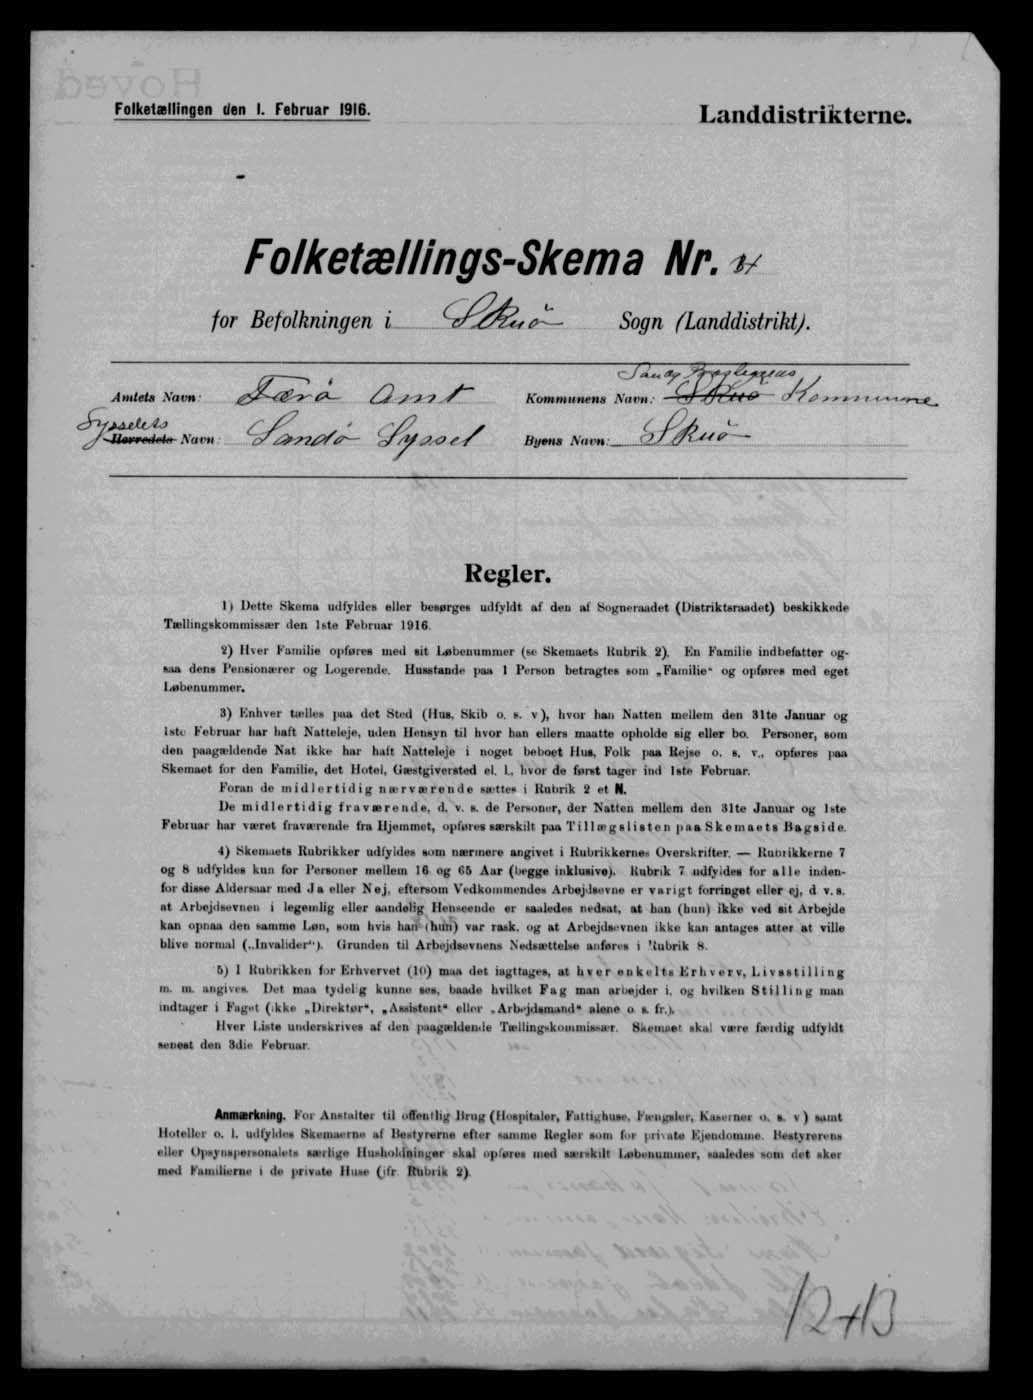 Folketællingen den 1. Februar 1916.
Landdistrikterne.
Folketællings-Skema Nr.
for Befolkningen i Skuö Sogn (Landdistrikt).
Amtets Navn: Færö Amt
Sands Præstegjelds
Kommunens Navn: Skuö Kommune
Syssels
Herredets Navn: Sandö Syssel
Byens Navn: Skuö
Regler.
1) Dette Skema udfyldes eller besørges udfyldt af den af Sogneraadet (Distriktsraadet) beskikkede
Tællingskommissær den 1ste Februar 1916.
2) Hver Familie opføres med sit Løbenummer (se Skemaets Rubrik 2). En Familie indbefatter og-
saa dens Pensionærer og Logerende. Husstande paa 1 Person betragtes som „Familie“ og opføres med eget
Løbenummer.
3) Enhver tælles paa det Sted (Hus, Skib o. s. v), hvor han Natten mellem den 31te Januar og
1ste Februar har haft Natteleje, uden Hensyn til hvor han ellers maatte opholde sig eller bo. Personer, som
den paagældende Nat ikke har haft Natteleje i noget beboet Hus, Folk paa Rejse o. s. v., opføres paa
Skemaet for den Familie, det Hotel, Gæstgiversted el. l., hvor de først tager ind 1ste Februar.
Foran de midlertidig nærværende sættes i Rubrik 2 et N.
De midlertidig fraværende, d. v. s. de Personer, der Natten mellem den 31te Januar og 1ste
Februar har været fraværende fra Hjemmet, opføres særskilt paa Tillægslisten paa Skemaets Bagside.
4) Skemaets Rubrikker udfyldes som nærmere angivet i Rubrikkernes Overskrifter. — Rubrikkerne 7
og 8 udfyldes kun for Personer mellem 16 og 65 Aar (begge inklusive). Rubrik 7 udfyldes for alle inden-
for disse Aldersaar med Ja eller Nej, eftersom Vedkommendes Arbejdsevne er varigt forringet eller ej, d v. s.
at Arbejdsevnen i legemlig eller aandelig Henseende er saaledes nedsat, at han (hun) ikke ved sit Arbejde
kan opnaa den samme Løn, som hvis han (hun) var rask, og at Arbejdsevnen ikke kan antages atter at ville
blive normal („Invalider“). Grunden til Arbejdsevnens Nedsættelse anføres i Rubrik 8.
5) I Rubrikken for Erhvervet (10) maa det iagttages, at hver enkelts Erhverv, Livsstilling
m. m. angives. Det maa tydelig kunne ses, baade hvilket Fag man arbejder i, og hvilken Stilling man
indtager i Faget (ikke „Direktør“, „Assistent“ eller „Arbejdsmand“ alene o. s. fr.).
Hver Liste underskrives af den paagældende Tællingskommissær. Skemaet skal være færdig udfyldt
senest den 3die Februar.
Anmærkning. For Anstalter til offentlig Brug (Hospitaler, Fattighuse, Fængsler, Kaserner o. s. v) samt
Hoteller o. l. udfyldes Skemaerne af Bestyrerne efter samme Regler som for private Ejendomme. Bestyrerens
eller Opsynspersonalets særlige Husholdninger skal opføres med særskilt Løbenummer, saaledes som det sker
med Familierne i de private Huse (jfr. Rubrik 2).
12+13